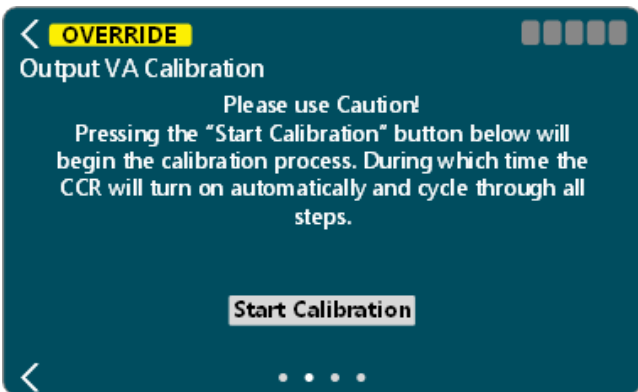 OVERRIDE
Output VA Calibration
Please use Caution!
Pressing the "Start Calibration" button below will
begin the calibration process. During which time the
CCR will turn on automatically and cycle through all
steps.
Start Calibration